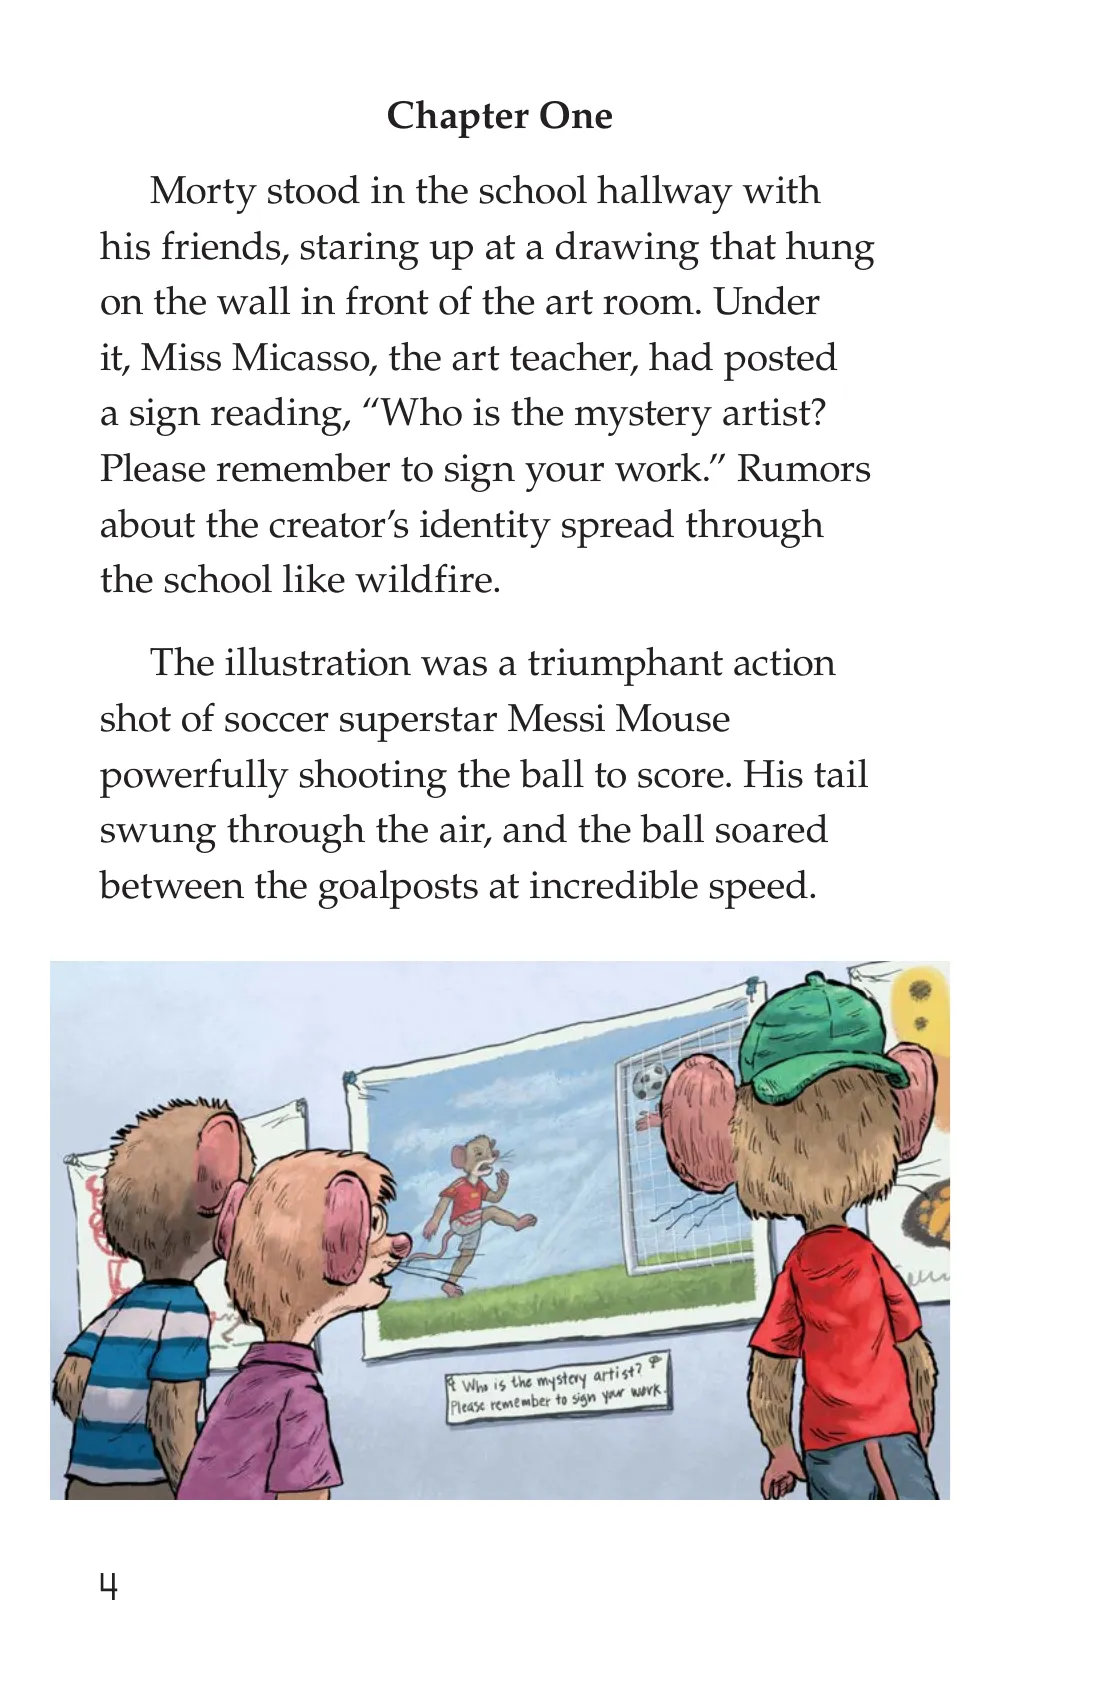 Chapter One
Morty stood in the school hallway with
his friends, staring up at a drawing that hung
on the wall in front of the art room. Under
it, Miss Micasso, the art teacher, had posted
a sign reading, “Who is the mystery artist?
Please remember to sign your work.” Rumors
about the creator’s identity spread through
the school like wildfire.
The illustration was a triumphant action
shot of soccer superstar Messi Mouse
powerfully shooting the ball to score. His tail
swung through the air, and the ball soared
between the goalposts at incredible speed.
Who is the mystery artist?
Please remember to sign your work.
4